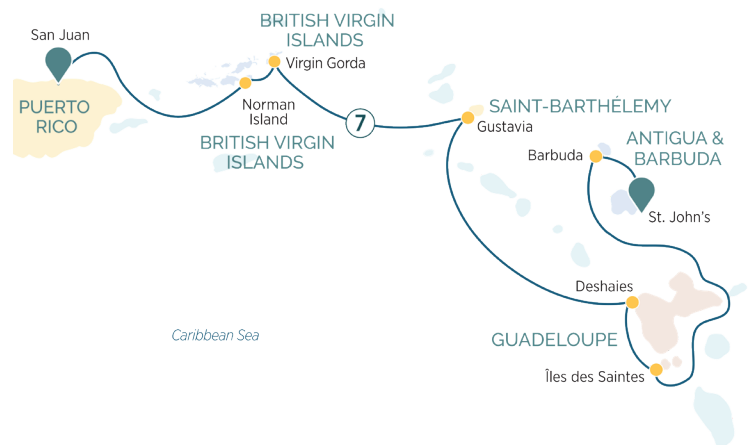 BRITISH VIRGIN
ISLANDS
San Juan
Virgin Gorda
PUERTO
RICO
Norman
Island
BRITISH VIRGIN
ISLANDS
7
SAINT-BARTHÉLEMY
Gustavia
ANTIGUA &
BARBUDA
Barbuda
St. John's
Deshaies
GUADELOUPE
Îles des Saintes
Caribbean Sea